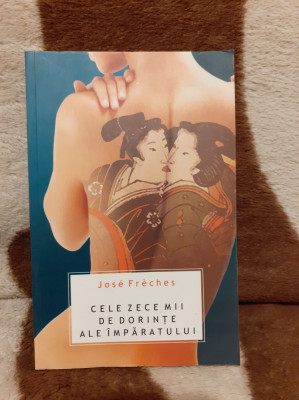 José Frèches
CELE ZECE MII
DE DORINȚE
ALE ÎMPĂRATULUI